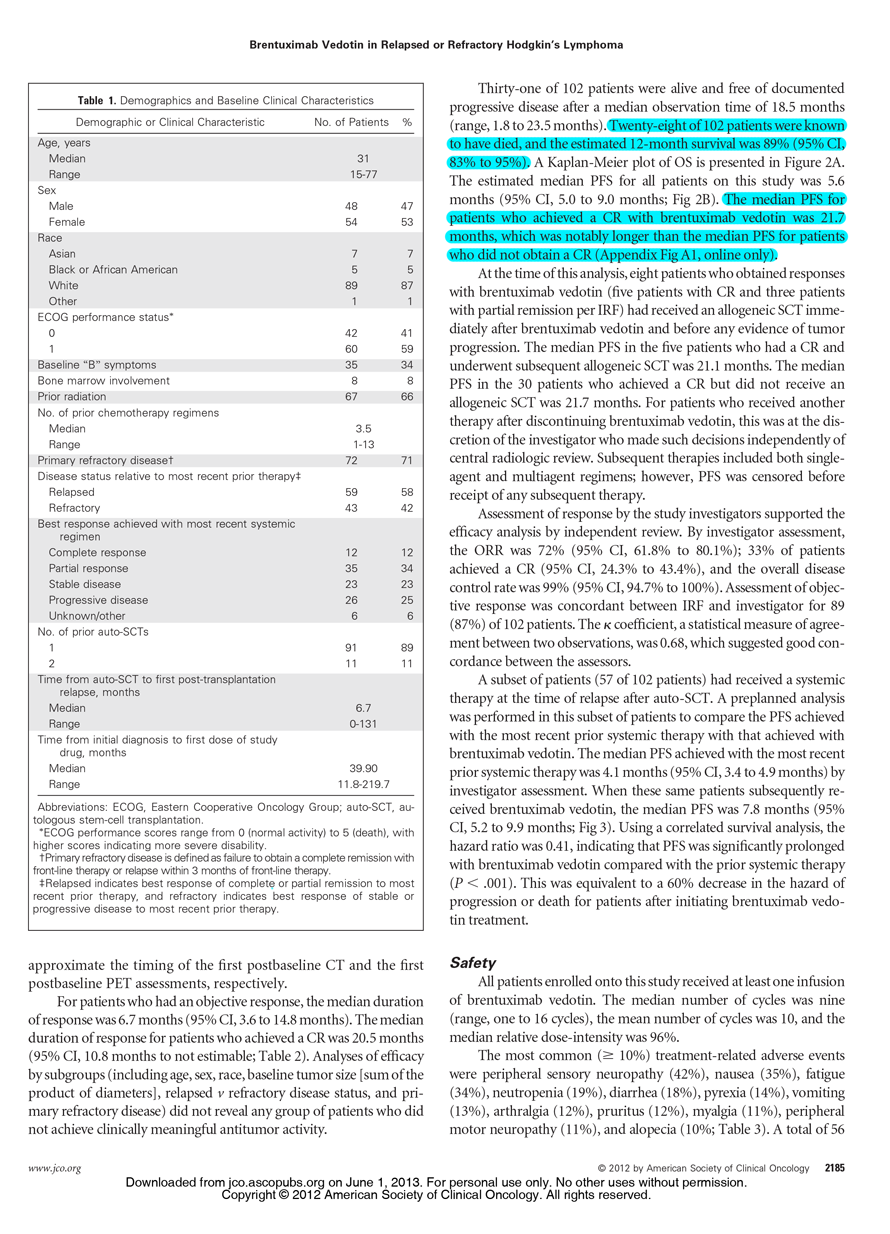 Brentuximab Vedotin in Relapsed or Refractory Hodgkin's Lymphoma
Table 1. Demographics and Baseline Clinical Characteristics
Demographic or Clinical Characteristic No. of Patients %
Age, years
Median 31
Range 15-77
Sex
Male 48 47
Female 54 53
Race
Asian 7 7
Black or African American 5 5
White 89 87
Other 1 1
ECOG performance status*
0 42 41
1 60 59
Baseline “B” symptoms 35 34
Bone marrow involvement 8 8
Prior radiation 67 66
No. of prior chemotherapy regimens
Median 3.5
Range 1-13
Primary refractory disease† 72 71
Disease status relative to most recent prior therapy‡
Relapsed 59 58
Refractory 43 42
Best response achieved with most recent systemic
regimen
Complete response 12 12
Partial response 35 34
Stable disease 23 23
Progressive disease 26 25
Unknown/other 6 6
No. of prior auto-SCTs
1 91 89
2 11 11
Time from auto-SCT to first post-transplantation
relapse, months
Median 6.7
Range 0-131
Time from initial diagnosis to first dose of study
drug, months
Median 39.90
Range 11.8-219.7
Abbreviations: ECOG, Eastern Cooperative Oncology Group; auto-SCT, au-
tologous stem-cell transplantation.
*ECOG performance scores range from 0 (normal activity) to 5 (death), with
higher scores indicating more severe disability.
†Primary refractory disease is defined as failure to obtain a complete remission with
front-line therapy or relapse within 3 months of front-line therapy.
‡Relapsed indicates best response of complete or partial remission to most
recent prior therapy, and refractory indicates best response of stable or
progressive disease to most recent prior therapy.
approximate the timing of the first postbaseline CT and the first
postbaseline PET assessments, respectively.
For patients who had an objective response, the median duration
of response was 6.7 months (95% CI, 3.6 to 14.8 months). The median
duration of response for patients who achieved a CR was 20.5 months
(95% CI, 10.8 months to not estimable; Table 2). Analyses of efficacy
by subgroups (including age, sex, race, baseline tumor size [sum of the
product of diameters], relapsed v refractory disease status, and pri-
mary refractory disease) did not reveal any group of patients who did
not achieve clinically meaningful antitumor activity.
Thirty-one of 102 patients were alive and free of documented
progressive disease after a median observation time of 18.5 months
(range, 1.8 to 23.5 months). Twenty-eight of 102 patients were known
to have died, and the estimated 12-month survival was 89% (95% CI,
83% to 95%). A Kaplan-Meier plot of OS is presented in Figure 2A.
The estimated median PFS for all patients on this study was 5.6
months (95% CI, 5.0 to 9.0 months; Fig 2B). The median PFS for
patients who achieved a CR with brentuximab vedotin was 21.7
months, which was notably longer than the median PFS for patients
who did not obtain a CR (Appendix Fig A1, online only).
At the time of this analysis, eight patients who obtained responses
with brentuximab vedotin (five patients with CR and three patients
with partial remission per IRF) had received an allogeneic SCT imme-
diately after brentuximab vedotin and before any evidence of tumor
progression. The median PFS in the five patients who had a CR and
underwent subsequent allogeneic SCT was 21.1 months. The median
PFS in the 30 patients who achieved a CR but did not receive an
allogeneic SCT was 21.7 months. For patients who received another
therapy after discontinuing brentuximab vedotin, this was at the dis-
cretion of the investigator who made such decisions independently of
central radiologic review. Subsequent therapies included both single-
agent and multiagent regimens; however, PFS was censored before
receipt of any subsequent therapy.
Assessment of response by the study investigators supported the
efficacy analysis by independent review. By investigator assessment,
the ORR was 72% (95% CI, 61.8% to 80.1%); 33% of patients
achieved a CR (95% CI, 24.3% to 43.4%), and the overall disease
control rate was 99% (95% CI, 94.7% to 100%). Assessment of objec-
tive response was concordant between IRF and investigator for 89
(87%) of 102 patients. The κ coefficient, a statistical measure of agree-
ment between two observations, was 0.68, which suggested good con-
cordance between the assessors.
A subset of patients (57 of 102 patients) had received a systemic
therapy at the time of relapse after auto-SCT. A preplanned analysis
was performed in this subset of patients to compare the PFS achieved
with the most recent prior systemic therapy with that achieved with
brentuximab vedotin. The median PFS achieved with the most recent
prior systemic therapy was 4.1 months (95% CI, 3.4 to 4.9 months) by
investigator assessment. When these same patients subsequently re-
ceived brentuximab vedotin, the median PFS was 7.8 months (95%
CI, 5.2 to 9.9 months; Fig 3). Using a correlated survival analysis, the
hazard ratio was 0.41, indicating that PFS was significantly prolonged
with brentuximab vedotin compared with the prior systemic therapy
(P < .001). This was equivalent to a 60% decrease in the hazard of
progression or death for patients after initiating brentuximab vedo-
tin treatment.
Safety
All patients enrolled onto this study received at least one infusion
of brentuximab vedotin. The median number of cycles was nine
(range, one to 16 cycles), the mean number of cycles was 10, and the
median relative dose-intensity was 96%.
The most common (≥ 10%) treatment-related adverse events
were peripheral sensory neuropathy (42%), nausea (35%), fatigue
(34%), neutropenia (19%), diarrhea (18%), pyrexia (14%), vomiting
(13%), arthralgia (12%), pruritus (12%), myalgia (11%), peripheral
motor neuropathy (11%), and alopecia (10%; Table 3). A total of 56
www.jco.org © 2012 by American Society of Clinical Oncology 2185
Downloaded from jco.ascopubs.org on June 1, 2013. For personal use only. No other uses without permission.
Copyright © 2012 American Society of Clinical Oncology. All rights reserved.